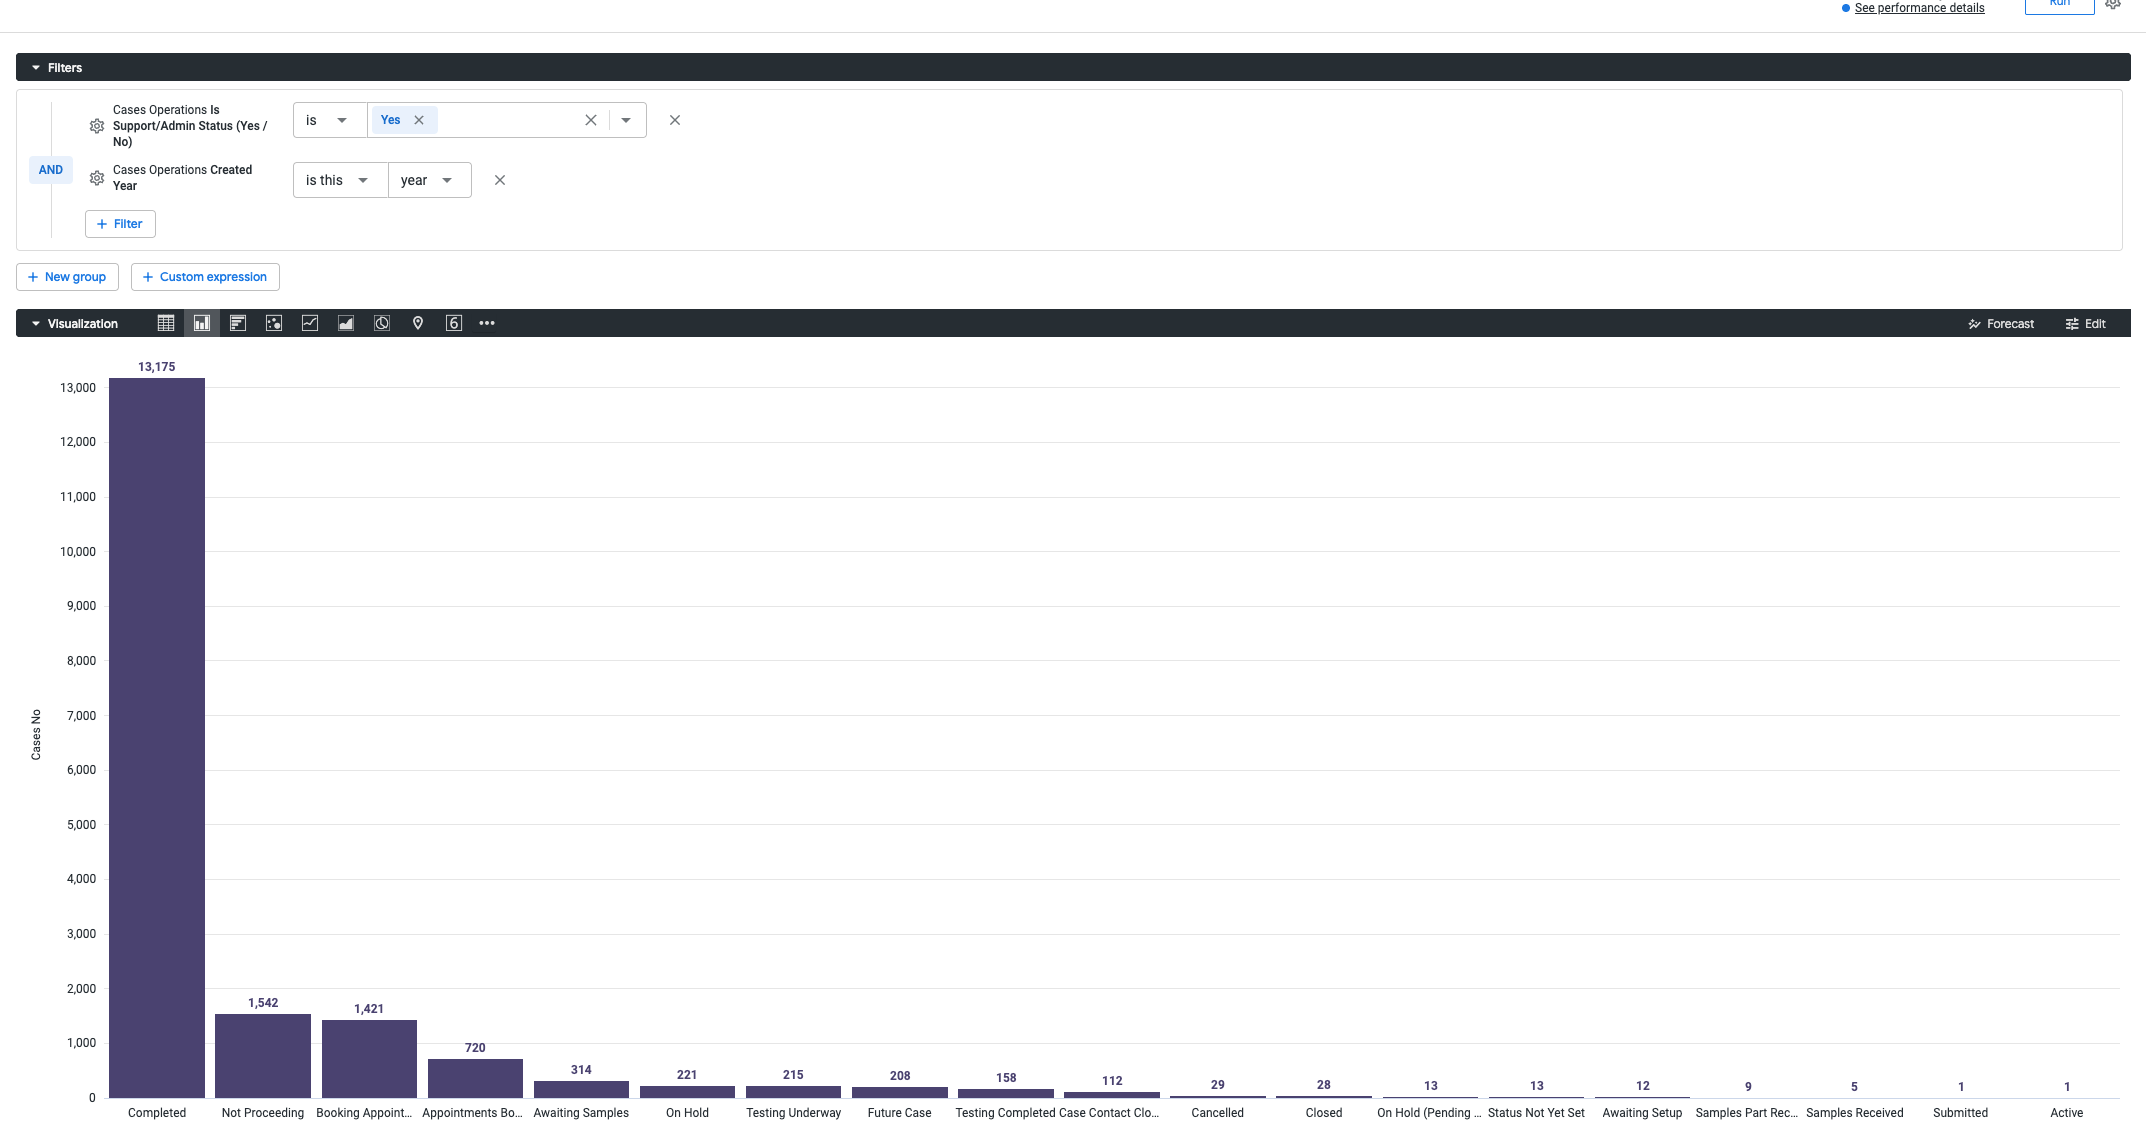 See performance details
Run
Filters
Cases Operations Is
Support/Admin Status (Yes /
No)
is
Yes
AND
Cases Operations Created
Year
is this
year
+ Filter
+ New group
+ Custom expression
Visualization
6
Forecast
Edit
13,175
13,000
12,000
11,000
10,000
9,000
8,000
7,000
6,000
5,000
4,000
3,000
2,000
1,000
0
Cases No
1,542
1,421
720
314
221
215
208
158
112
29
28
13
13
12
9
5
1
1
Completed
Not Proceeding
Booking Appoint...
Appointments Bo...
Awaiting Samples
On Hold
Testing Underway
Future Case
Testing Completed
Case Contact Clo...
Cancelled
Closed
On Hold (Pending ...
Status Not Yet Set
Awaiting Setup
Samples Part Rec...
Samples Received
Submitted
Active